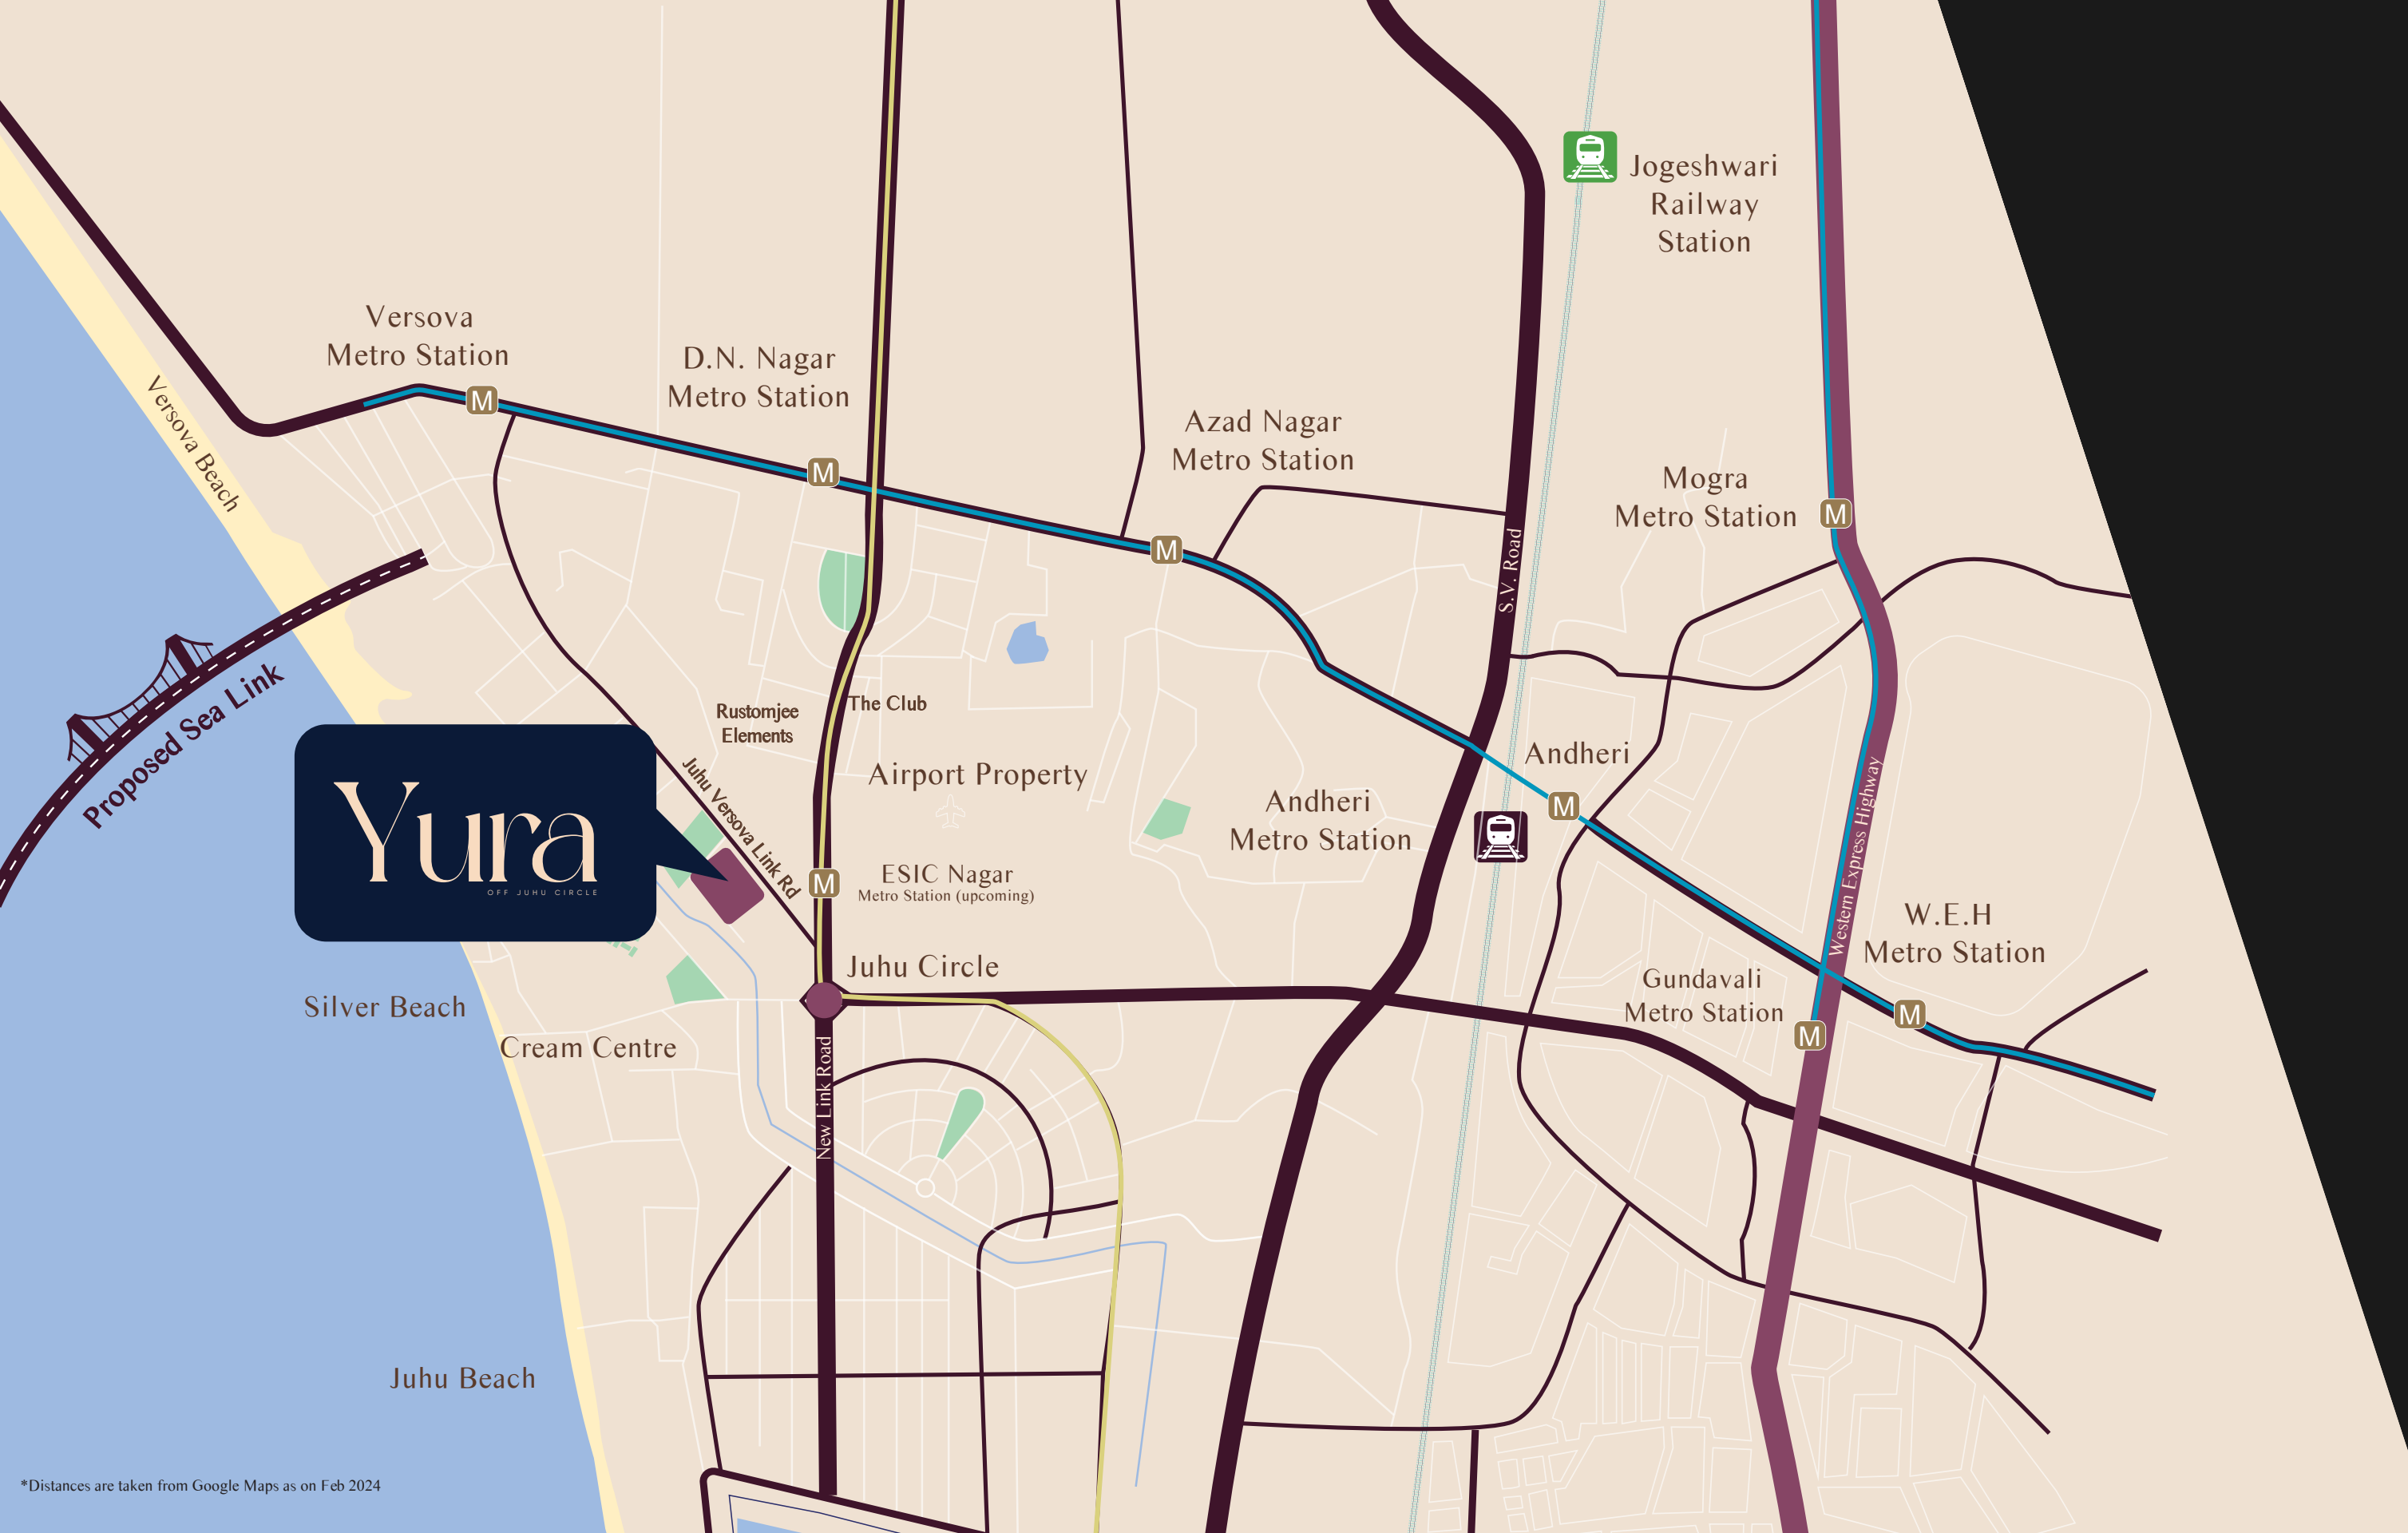 Jogeshwari
Railway
Station
Versova
Metro Station
D.N. Nagar
Metro Station
Azad Nagar
Metro Station
Mogra
Metro Station
M
M
M
M
Versova Beach
S.V. Road
Proposed Sea Link
Rustomjee
Elements
The Club
Juhu Versova Link Rd
Airport Property
Andheri
Andheri
Metro Station
M
Yura
OFF JUHU CIRCLE
M
ESIC Nagar
Metro Station (upcoming)
Western Express Highway
W.E.H
Metro Station
Juhu Circle
Gundavali
Metro Station
M
M
Silver Beach
Cream Centre
New Link Road
Juhu Beach
*Distances are taken from Google Maps as on Feb 2024